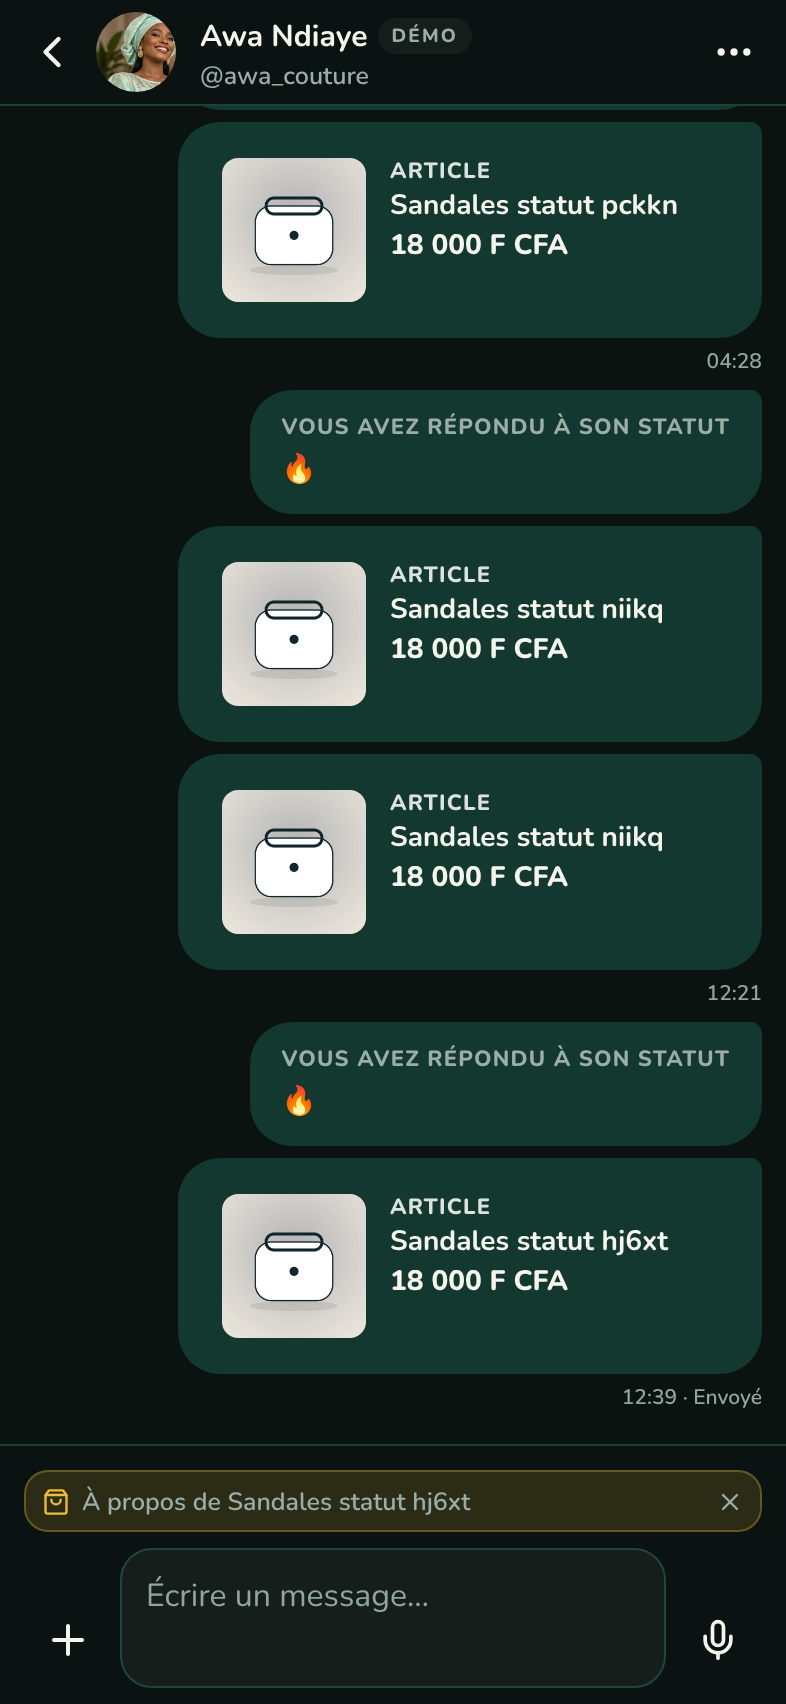 Awa Ndiaye DÉMO
@awa_couture
ARTICLE
Sandales statut pckkn
18 000 F CFA
04:28
VOUS AVEZ RÉPONDU À SON STATUT
🔥
ARTICLE
Sandales statut niikq
18 000 F CFA
ARTICLE
Sandales statut niikq
18 000 F CFA
12:21
VOUS AVEZ RÉPONDU À SON STATUT
🔥
ARTICLE
Sandales statut hj6xt
18 000 F CFA
12:39 · Envoyé
À propos de Sandales statut hj6xt
Écrire un message...